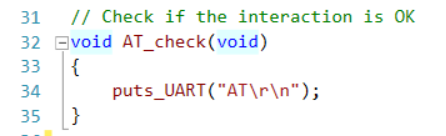 31 // Check if the interaction is OK
32 void AT_check(void)
33 {
34 puts_UART("AT\r\n");
35 }